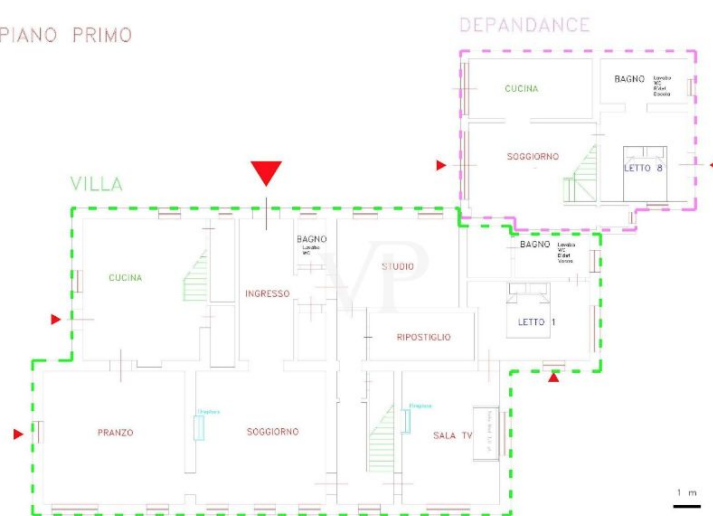 PIANO PRIMO
DEPANDANCE
CUCINA
BAGNO
Lavabo
WC
Bidet
Doccia
SOGGIORNO
LETTO 8
VILLA
BAGNO
Lavabo
WC
BAGNO
Lavabo
WC
Bidet
Vasca
CUCINA
STUDIO
INGRESSO
VP
LETTO 1
RIPOSTIGLIO
Fireplace
Fireplace
PRANZO
SOGGIORNO
SALA TV
1 m